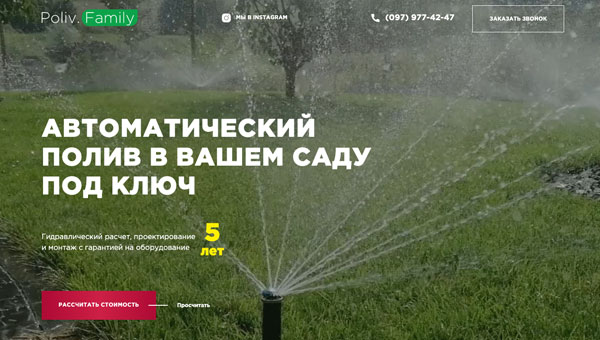 Poliv. Family
МЫ В INSTAGRAM
(097) 977-42-47
ЗАКАЗАТЬ ЗВОНОК
АВТОМАТИЧЕСКИЙ
ПОЛИВ В ВАШЕМ САДУ
ПОД КЛЮЧ
Гидравлический расчет, проектирование
и монтаж с гарантией на оборудование
5
лет
РАССЧИТАТЬ СТОИМОСТЬ
Просчитать